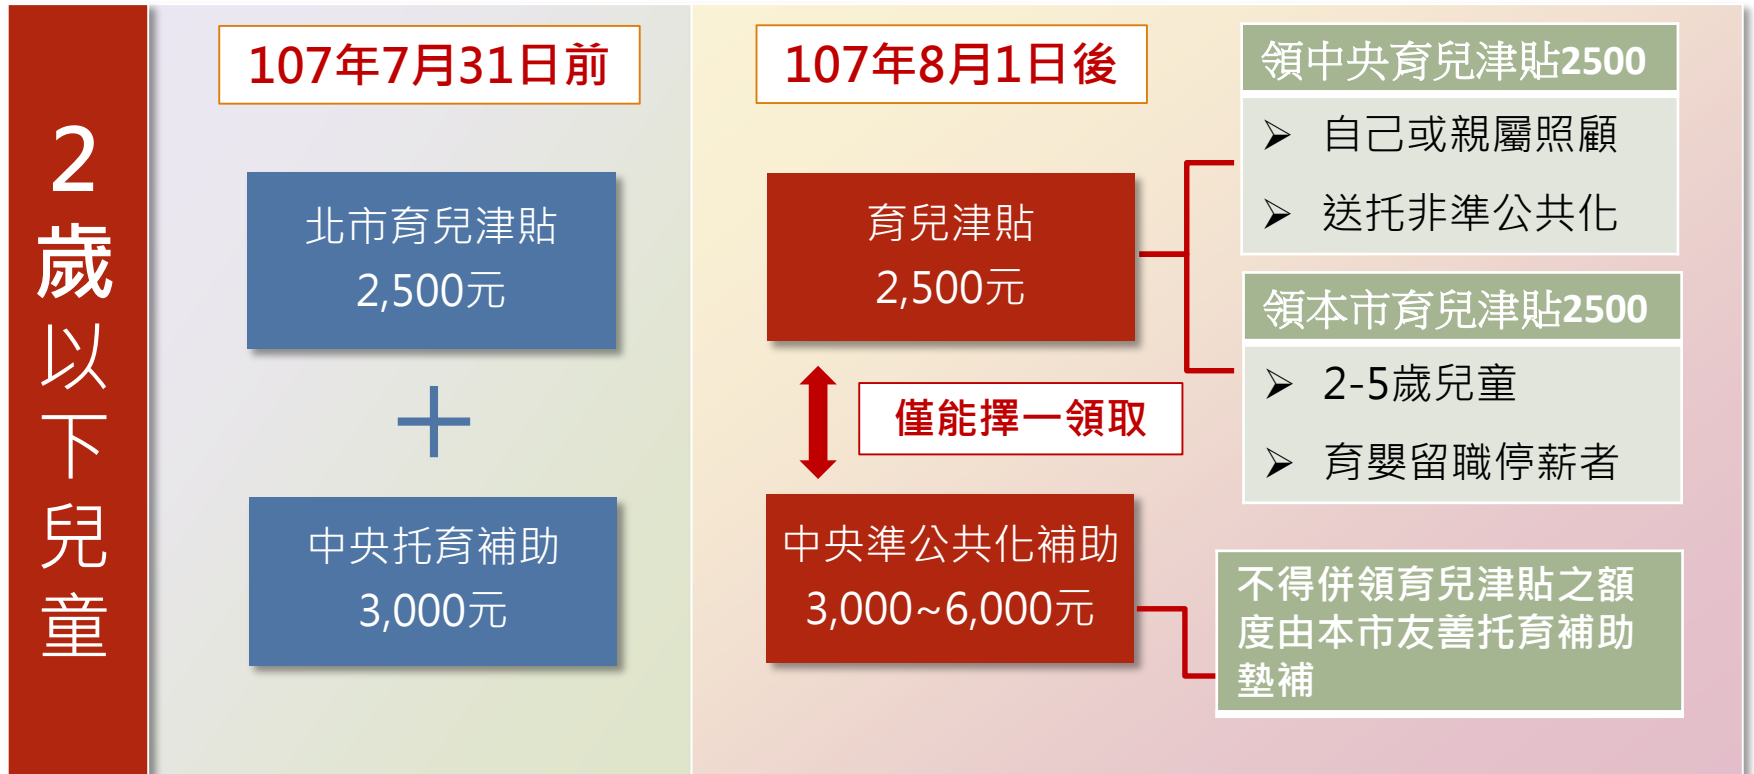 2歲以下兒童
107年7月31日前
北市育兒津貼
2,500元
中央托育補助
3,000元
107年8月1日後
育兒津貼
2,500元
僅能擇一領取
中央準公共化補助
3,000~6,000元
領中央育兒津貼2500
➢ 自己或親屬照顧
➢ 送托非準公共化
領本市育兒津貼2500
➢ 2-5歲兒童
➢ 育嬰留職停薪者
不得併領育兒津貼之額
度由本市友善托育補助
墊補